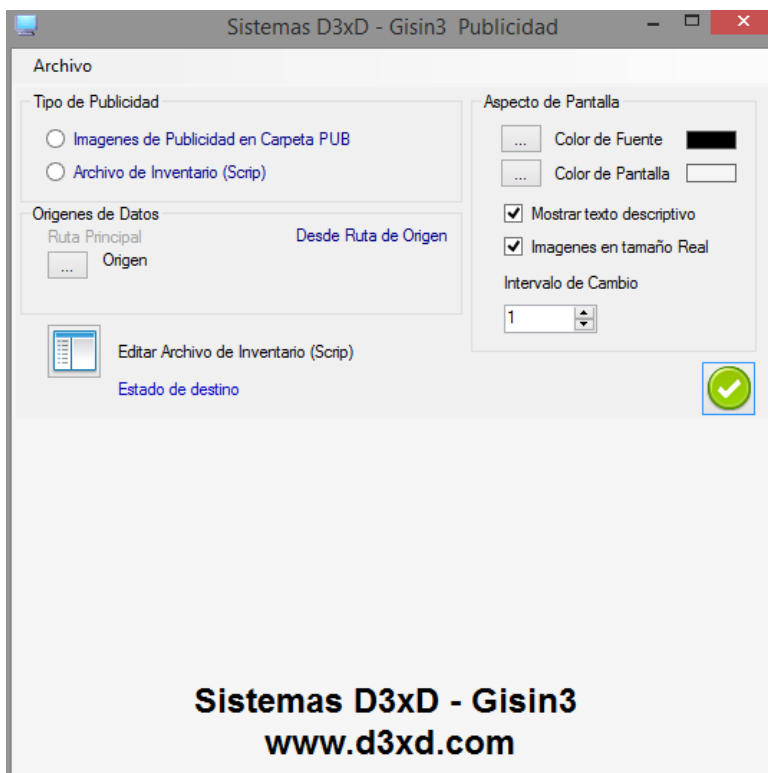 Sistemas D3xD - Gisin3 Publicidad
Archivo
Tipo de Publicidad
Imagenes de Publicidad en Carpeta PUB
Archivo de Inventario (Scrip)
Origenes de Datos
Ruta Principal
Desde Ruta de Origen
... Origen
Editar Archivo de Inventario (Scrip)
Estado de destino
Aspecto de Pantalla
... Color de Fuente
... Color de Pantalla
Mostrar texto descriptivo
Imagenes en tamaño Real
Intervalo de Cambio
1
Sistemas D3xD - Gisin3
www.d3xd.com